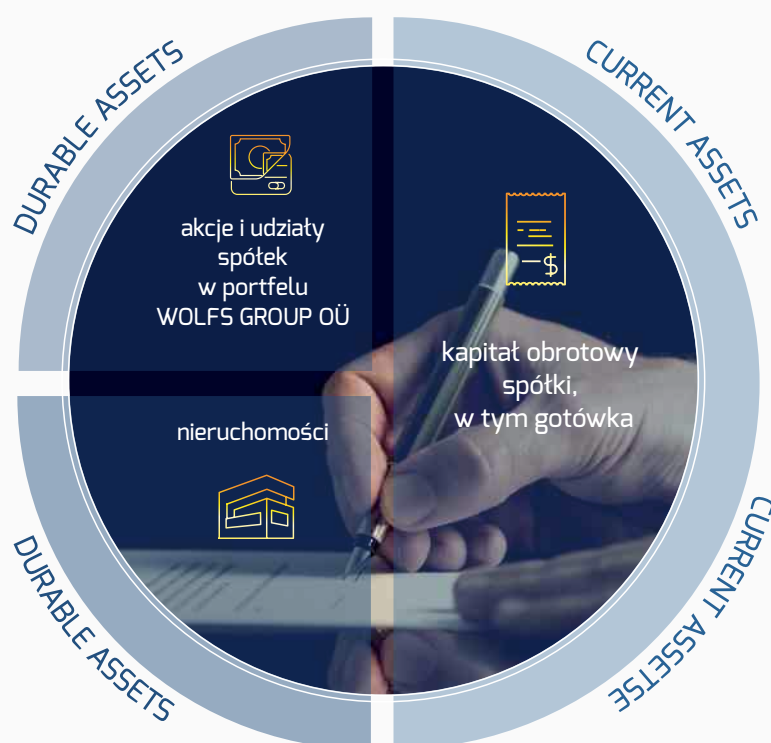 DURABLE ASSETS
CURRENT ASSETS
akcje i udziały
spółek
w portfelu
WOLFS GROUP OÜ
$
kapitał obrotowy
spółki,
w tym gotówka
nieruchomości
DURABLE ASSETS
CURRENT ASSETSE